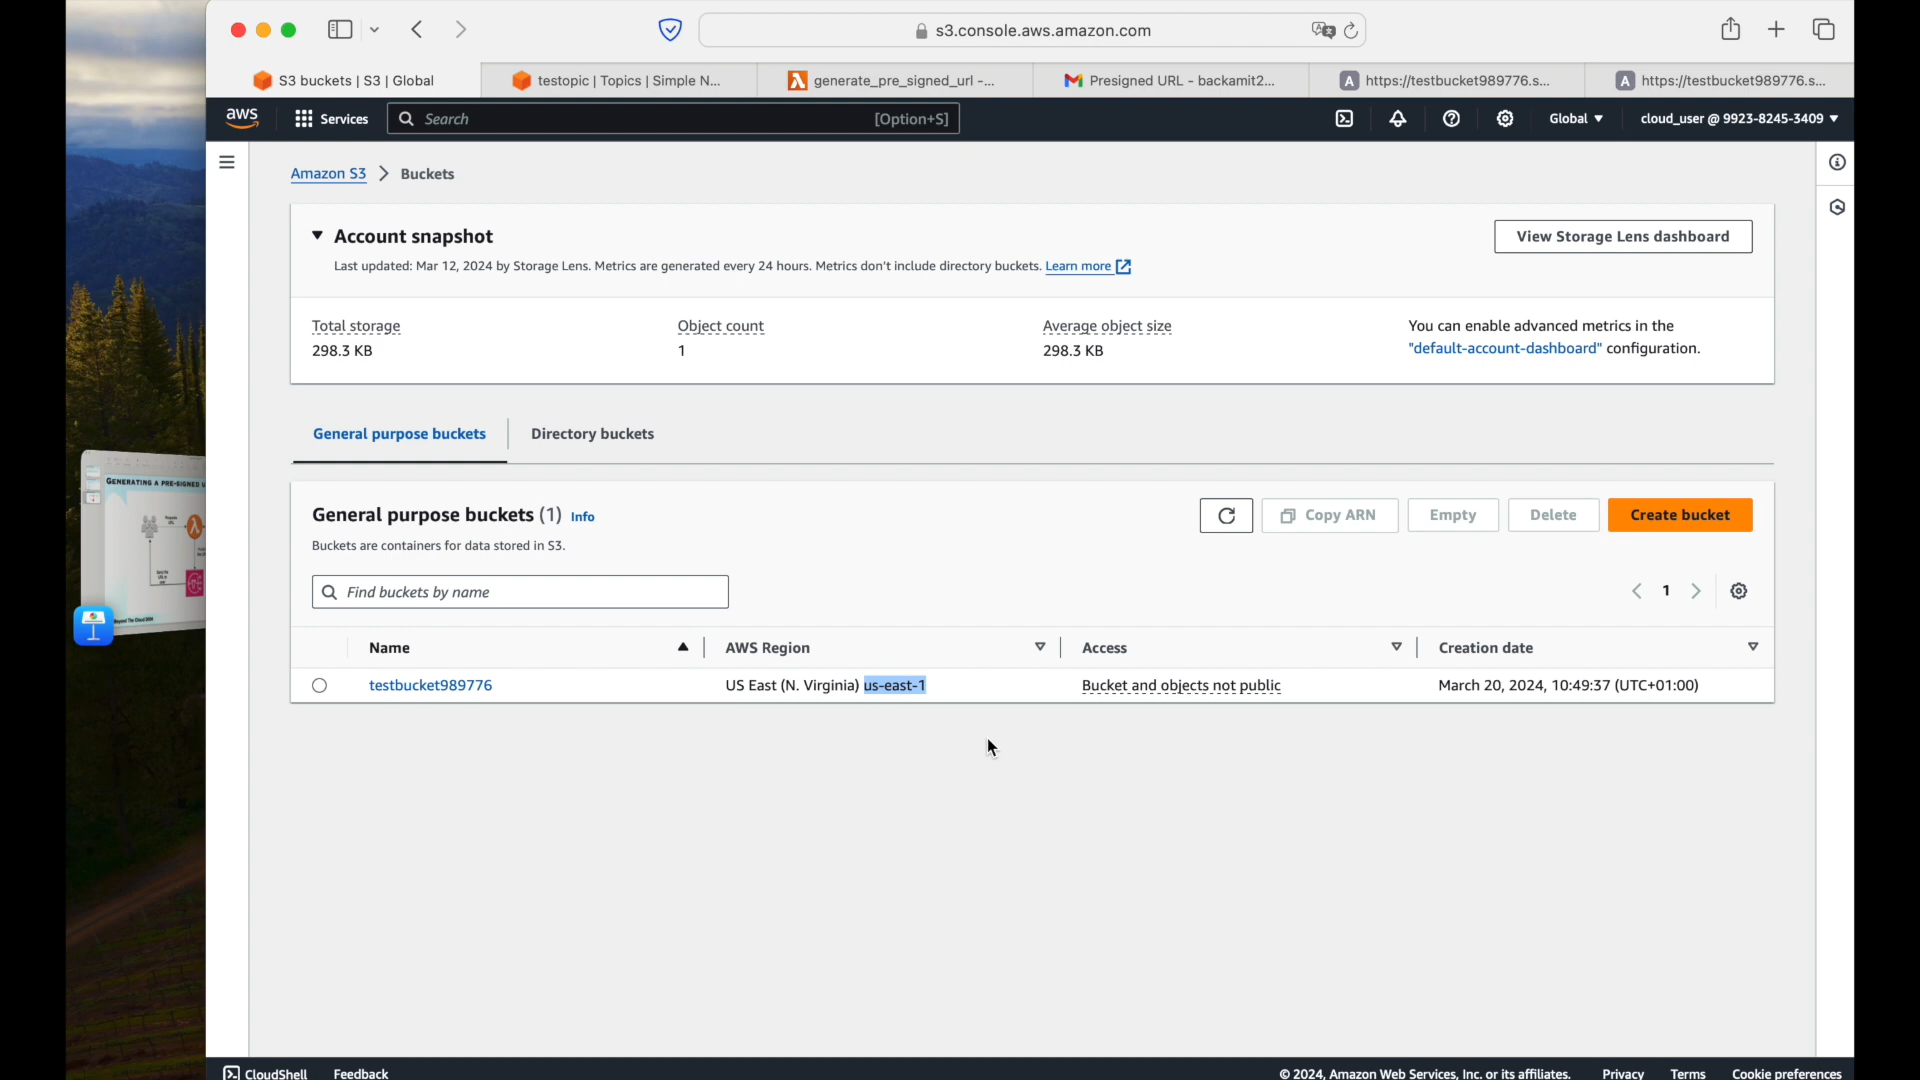 s3.console.aws.amazon.com
S3 buckets | S3 | Global
testopic | Topics | Simple N...
generate_pre_signed_url -...
Presigned URL - backamit2...
https://testbucket989776.s...
https://testbucket989776.s...
aws
Services
Search
[Option+S]
Global
cloud_user @ 9923-8245-3409
Amazon S3
Buckets
Account snapshot
View Storage Lens dashboard
Last updated: Mar 12, 2024 by Storage Lens. Metrics are generated every 24 hours. Metrics don't include directory buckets. Learn more
Total storage
298.3 KB
Object count
1
Average object size
298.3 KB
You can enable advanced metrics in the
"default-account-dashboard" configuration.
General purpose buckets
Directory buckets
General purpose buckets (1) Info
Buckets are containers for data stored in S3.
Copy ARN
Empty
Delete
Create bucket
Find buckets by name
1
Name
AWS Region
Access
Creation date
testbucket989776
US East (N. Virginia) us-east-1
Bucket and objects not public
March 20, 2024, 10:49:37 (UTC+01:00)
GENERATING A PRE-SIGNED U
CloudShell
Feedback
© 2024, Amazon Web Services, Inc. or its affiliates.
Privacy
Terms
Cookie preferences